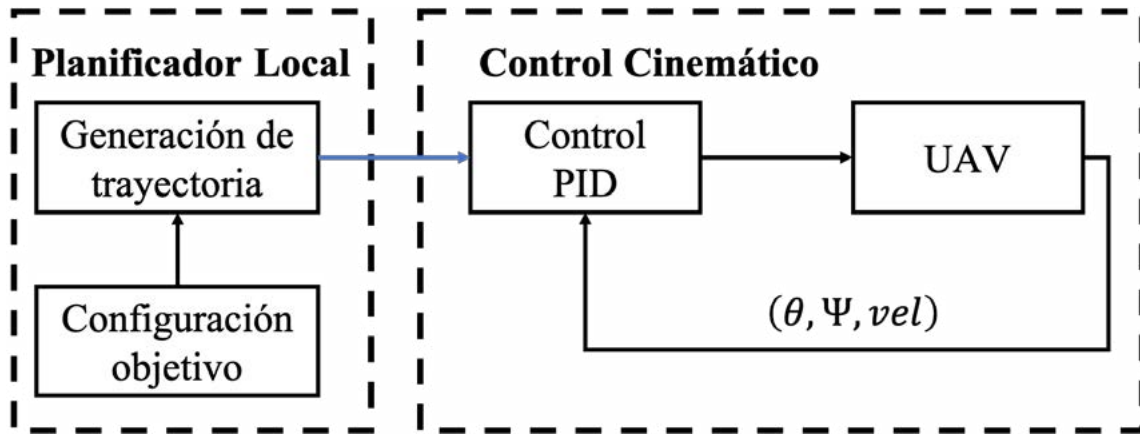 Planificador Local
Generación de
trayectoria
Configuración
objetivo
Control Cinemático
Control
PID
UAV
(θ, Ψ, vel)